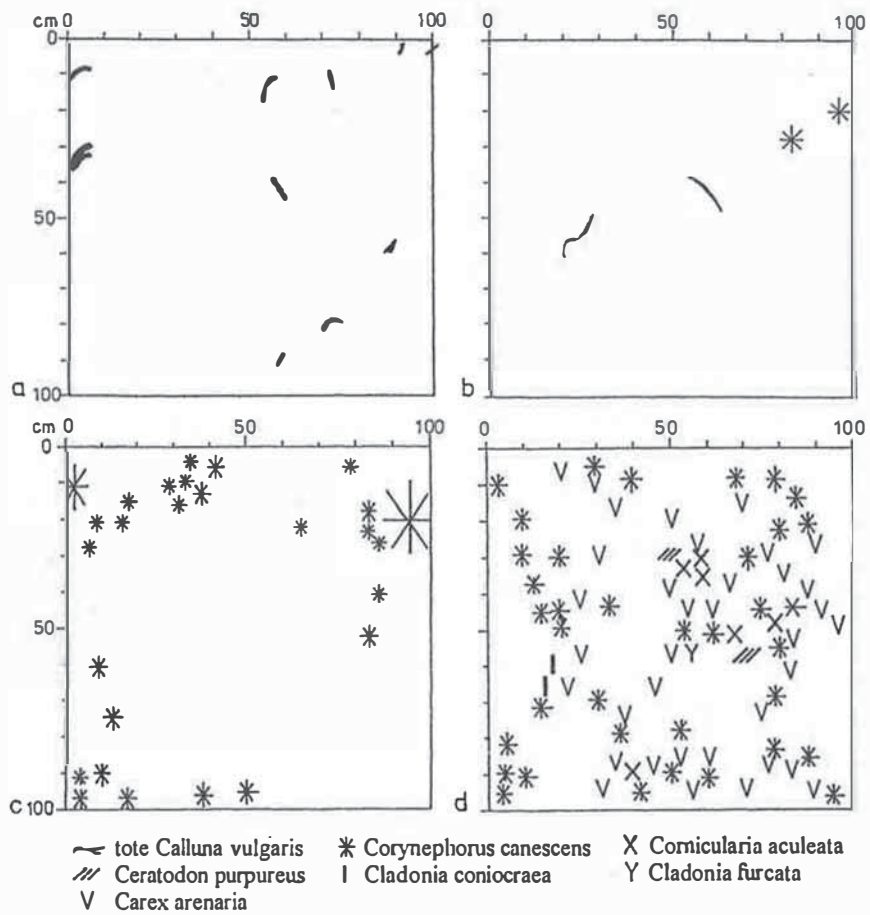 cm 0 50 100
0
50
a 100
0 50 100
b
cm 0 50 100
0
50
c 100
0 50 100
d
tote Calluna vulgaris
Corynephorus canescens
Cornicularia aculeata
Ceratodon purpureus
Cladonia coniocraea
Cladonia furcata
Carex arenaria